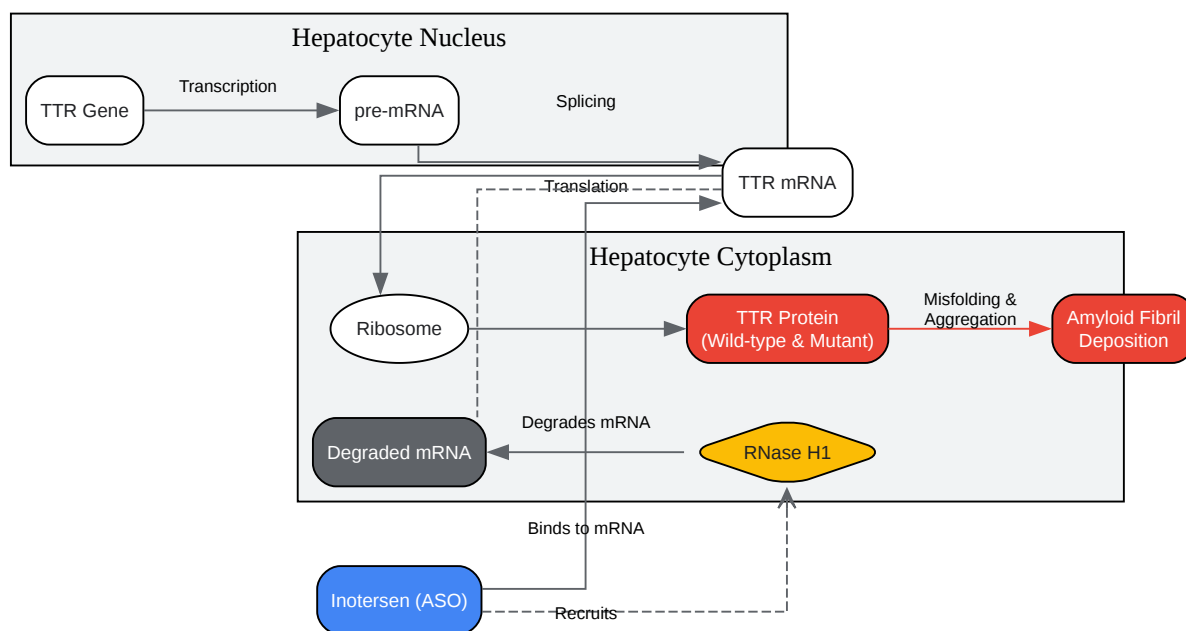 Hepatocyte Nucleus
Transcription
Splicing
TTR Gene
pre-mRNA
TTR mRNA
Translation
Hepatocyte Cytoplasm
Ribosome
TTR Protein
(Wild-type & Mutant)
Misfolding &
Aggregation
Amyloid Fibril
Deposition
Degrades mRNA
Degraded mRNA
RNase H1
Binds to mRNA
Inotersen (ASO)
Recruits